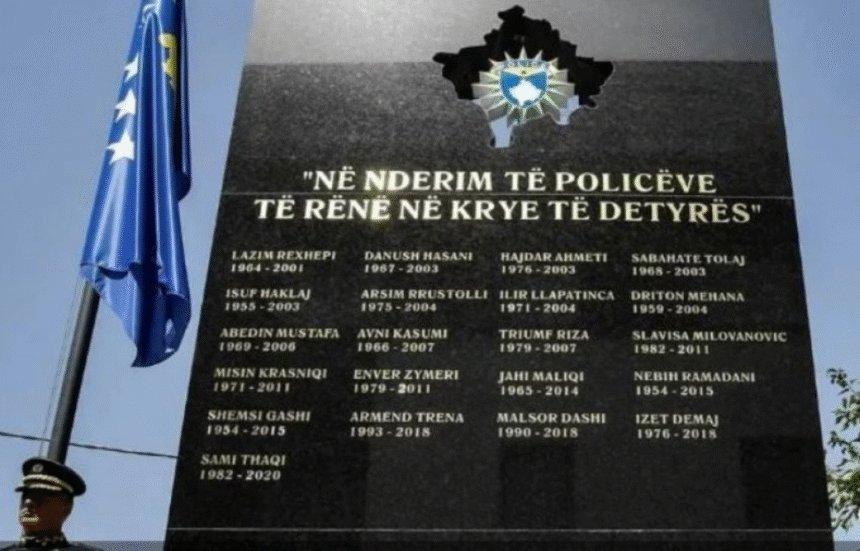 POLICIA
"NË NDERIM TË POLICËVE
TË RËNË NË KRYE TË DETYRËS"
LAZIM REXHEPI
1964 - 2001
DANUSH HASANI
1967 - 2003
HAJDAR AHMETI
1976 - 2003
SABAHATE TOLAJ
1968 - 2003
ISUF HAKLAJ
1955 - 2003
ARSIM RRUSTOLLI
1975 - 2004
ILIR LLAPATINCA
1971 - 2004
DRITON MEHANA
1959 - 2004
ABEDIN MUSTAFA
1969 - 2006
AVNI KASUMI
1966 - 2007
TRIUMF RIZA
1979 - 2007
SLAVISA MILOVANOVIC
1982 - 2011
MISIN KRASNIQI
1971 - 2011
ENVER ZYMERI
1979 - 2011
JAHI MALIQI
1965 - 2014
NEBIH RAMADANI
1954 - 2015
SHEMSI GASHI
1954 - 2015
ARMEND TRENA
1993 - 2018
MALSOR DASHI
1990 - 2018
IZET DEMAJ
1976 - 2018
SAMI THAQI
1982 - 2020